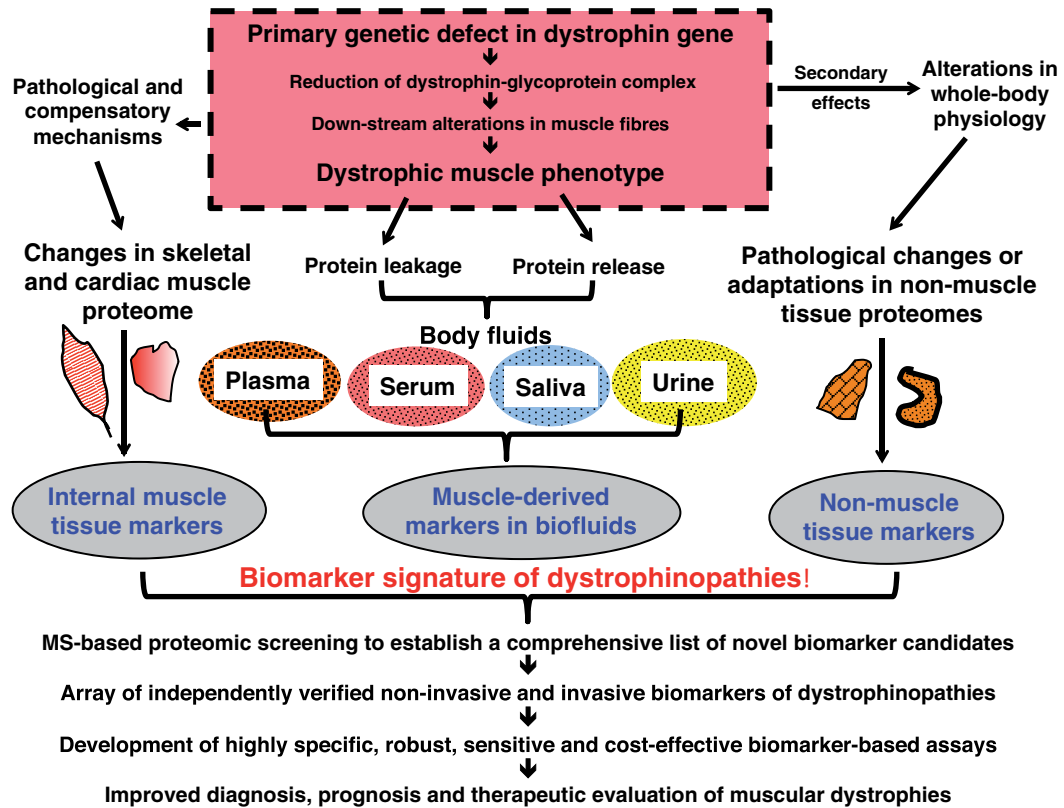 Primary genetic defect in dystrophin gene
Reduction of dystrophin-glycoprotein complex
Down-stream alterations in muscle fibres
Dystrophic muscle phenotype
Pathological and
compensatory
mechanisms
Secondary
effects
Alterations in
whole-body
physiology
Changes in skeletal
and cardiac muscle
proteome
Protein leakage
Protein release
Pathological changes or
adaptations in non-muscle
tissue proteomes
Body fluids
Plasma
Serum
Saliva
Urine
Internal muscle
tissue markers
Muscle-derived
markers in biofluids
Non-muscle
tissue markers
Biomarker signature of dystrophinopathies!
MS-based proteomic screening to establish a comprehensive list of novel biomarker candidates
Array of independently verified non-invasive and invasive biomarkers of dystrophinopathies
Development of highly specific, robust, sensitive and cost-effective biomarker-based assays
Improved diagnosis, prognosis and therapeutic evaluation of muscular dystrophies